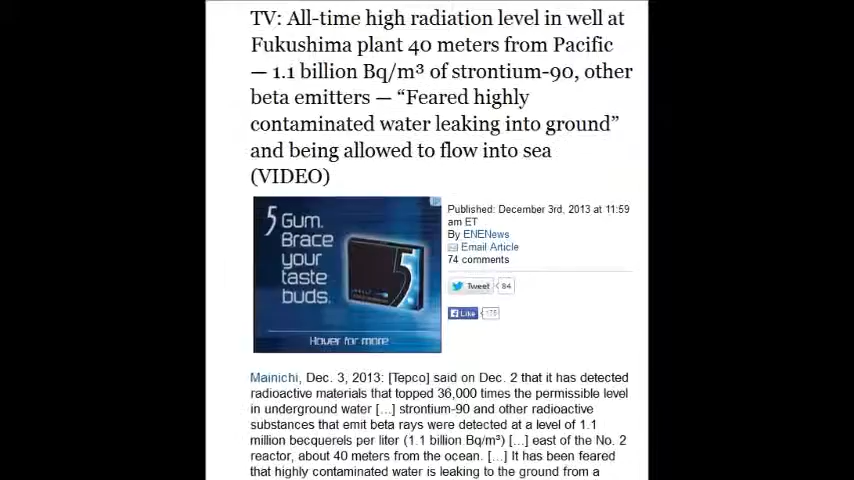 TV: All-time high radiation level in well at
Fukushima plant 40 meters from Pacific
— 1.1 billion Bq/m³ of strontium-90, other
beta emitters — “Feared highly
contaminated water leaking into ground”
and being allowed to flow into sea
(VIDEO)
5 Gum.
Brace
your
taste
buds.
5
Hover for more
Published: December 3rd, 2013 at 11:59
am ET
By ENENews
Email Article
74 comments
Tweet 84
Like 175
Mainichi, Dec. 3, 2013: [Tepco] said on Dec. 2 that it has detected
radioactive materials that topped 36,000 times the permissible level
in underground water [...] strontium-90 and other radioactive
substances that emit beta rays were detected at a level of 1.1
million becquerels per liter (1.1 billion Bq/m³) [...] east of the No. 2
reactor, about 40 meters from the ocean. [...] It has been feared
that highly contaminated water is leaking to the ground from a